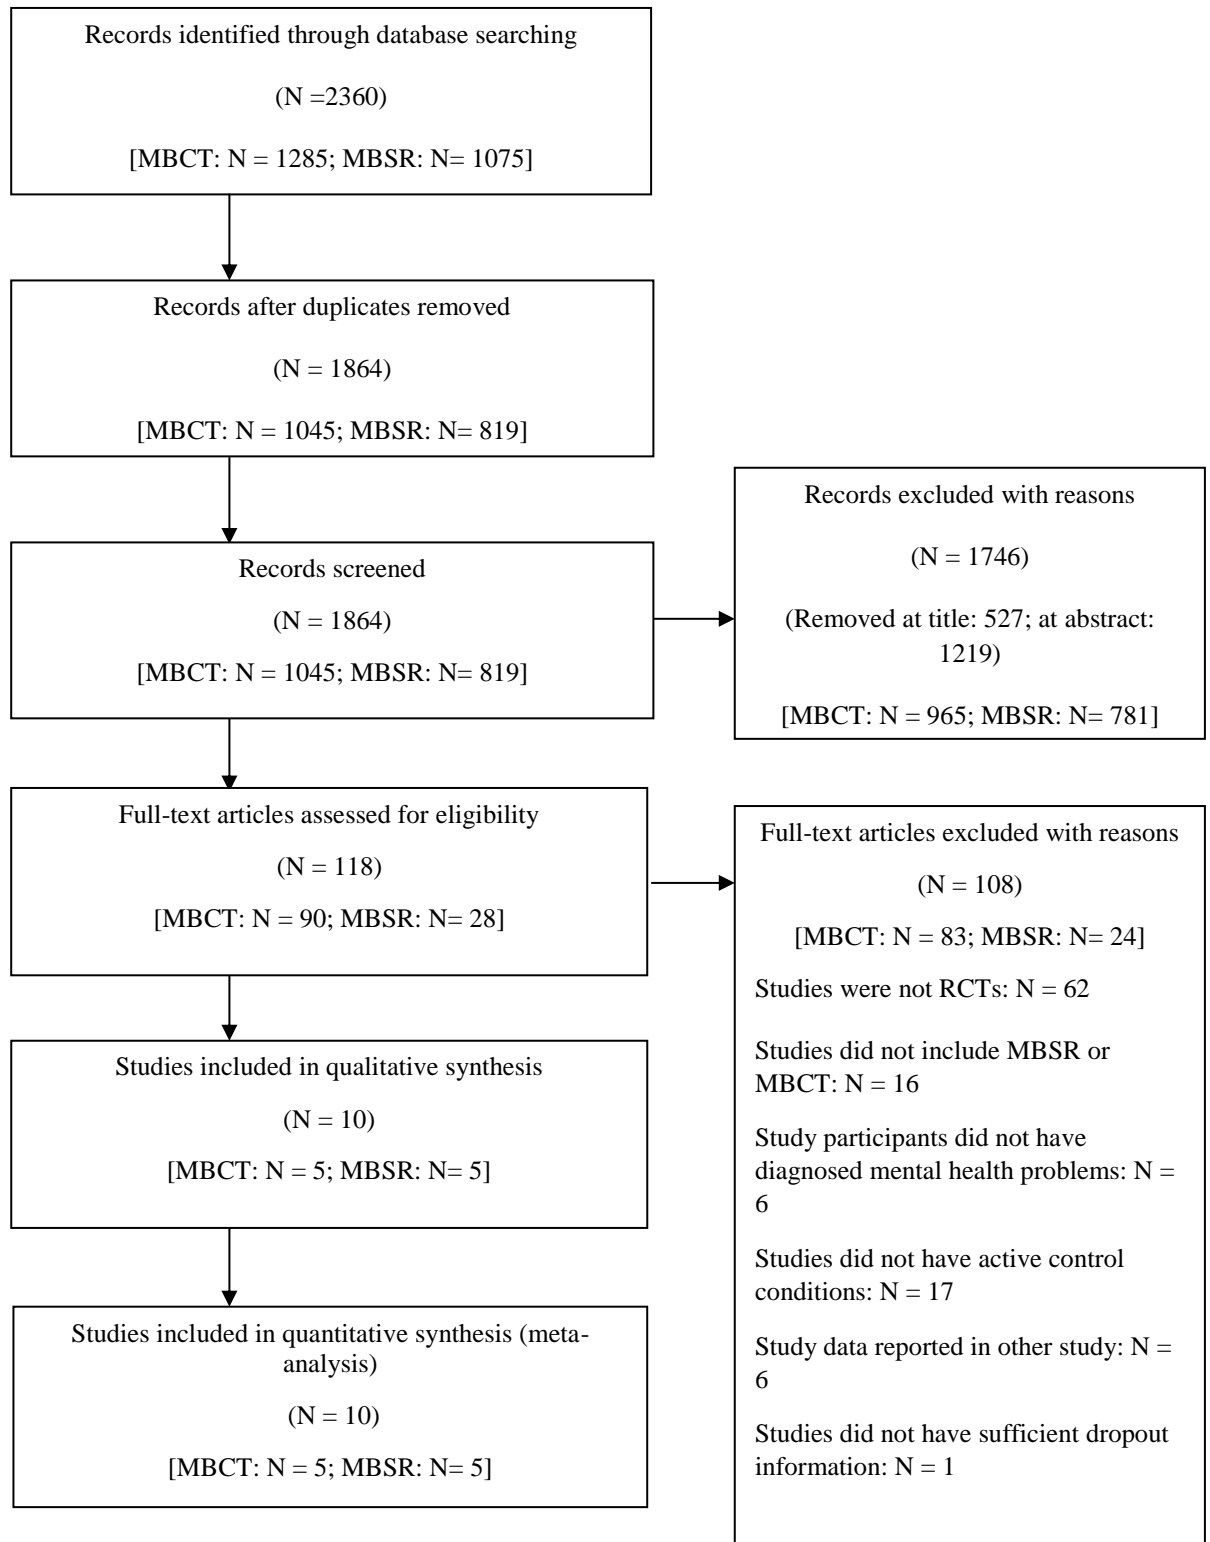 Records identified through database searching
(N =2360)
[MBCT: N = 1285; MBSR: N= 1075]
Records after duplicates removed
(N = 1864)
[MBCT: N = 1045; MBSR: N= 819]
Records screened
(N = 1864)
[MBCT: N = 1045; MBSR: N= 819]
Records excluded with reasons
(N = 1746)
(Removed at title: 527; at abstract:
1219)
[MBCT: N = 965; MBSR: N= 781]
Full-text articles assessed for eligibility
(N = 118)
[MBCT: N = 90; MBSR: N= 28]
Full-text articles excluded with reasons
(N = 108)
[MBCT: N = 83; MBSR: N= 24]
Studies were not RCTs: N = 62
Studies did not include MBSR or
MBCT: N = 16
Study participants did not have
diagnosed mental health problems: N =
6
Studies did not have active control
conditions: N = 17
Study data reported in other study: N =
6
Studies did not have sufficient dropout
information: N = 1
Studies included in qualitative synthesis
(N = 10)
[MBCT: N = 5; MBSR: N= 5]
Studies included in quantitative synthesis (meta-
analysis)
(N = 10)
[MBCT: N = 5; MBSR: N= 5]